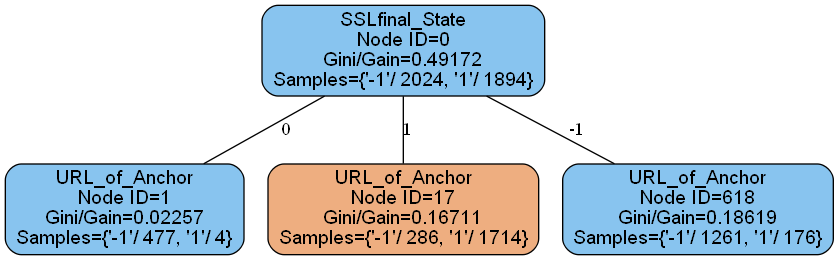 SSLfinal_State
Node ID=0
Gini/Gain=0.49172
Samples={'-1'/ 2024, '1'/ 1894}
0
1
-1
URL_of_Anchor
Node ID=1
Gini/Gain=0.02257
Samples={'-1'/ 477, '1'/ 4}
URL_of_Anchor
Node ID=17
Gini/Gain=0.16711
Samples={'-1'/ 286, '1'/ 1714}
URL_of_Anchor
Node ID=618
Gini/Gain=0.18619
Samples={'-1'/ 1261, '1'/ 176}